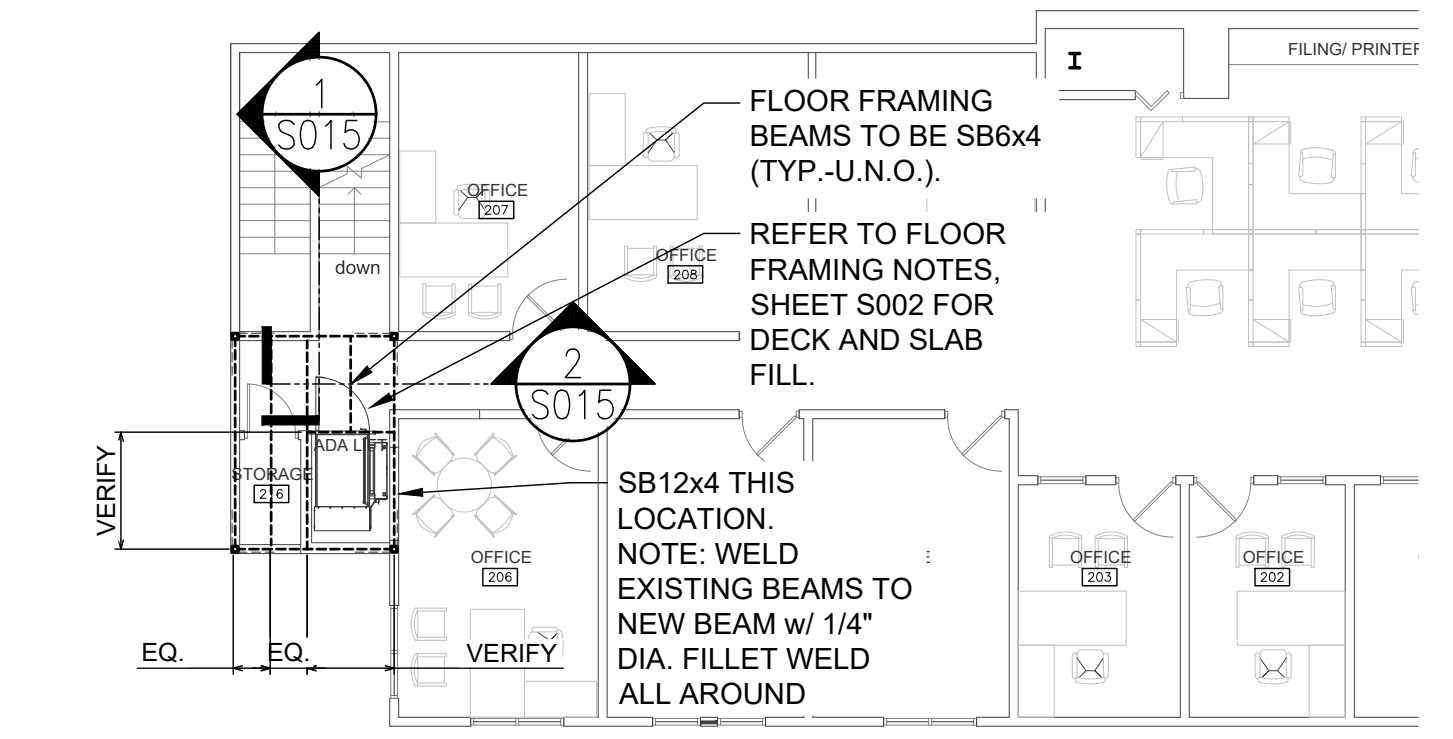 1
S015
FILING/ PRINTER
I
FLOOR FRAMING
BEAMS TO BE SB6x4
(TYP.-U.N.O.).
OFFICE
207
REFER TO FLOOR
FRAMING NOTES,
SHEET S002 FOR
DECK AND SLAB
FILL.
OFFICE
208
down
2
S015
ADA L
STORAGE
216
VERIFY
SB12x4 THIS
LOCATION.
NOTE: WELD
EXISTING BEAMS TO
NEW BEAM w/ 1/4"
DIA. FILLET WELD
ALL AROUND
OFFICE
206
OFFICE
203
OFFICE
202
EQ.
EQ.
VERIFY